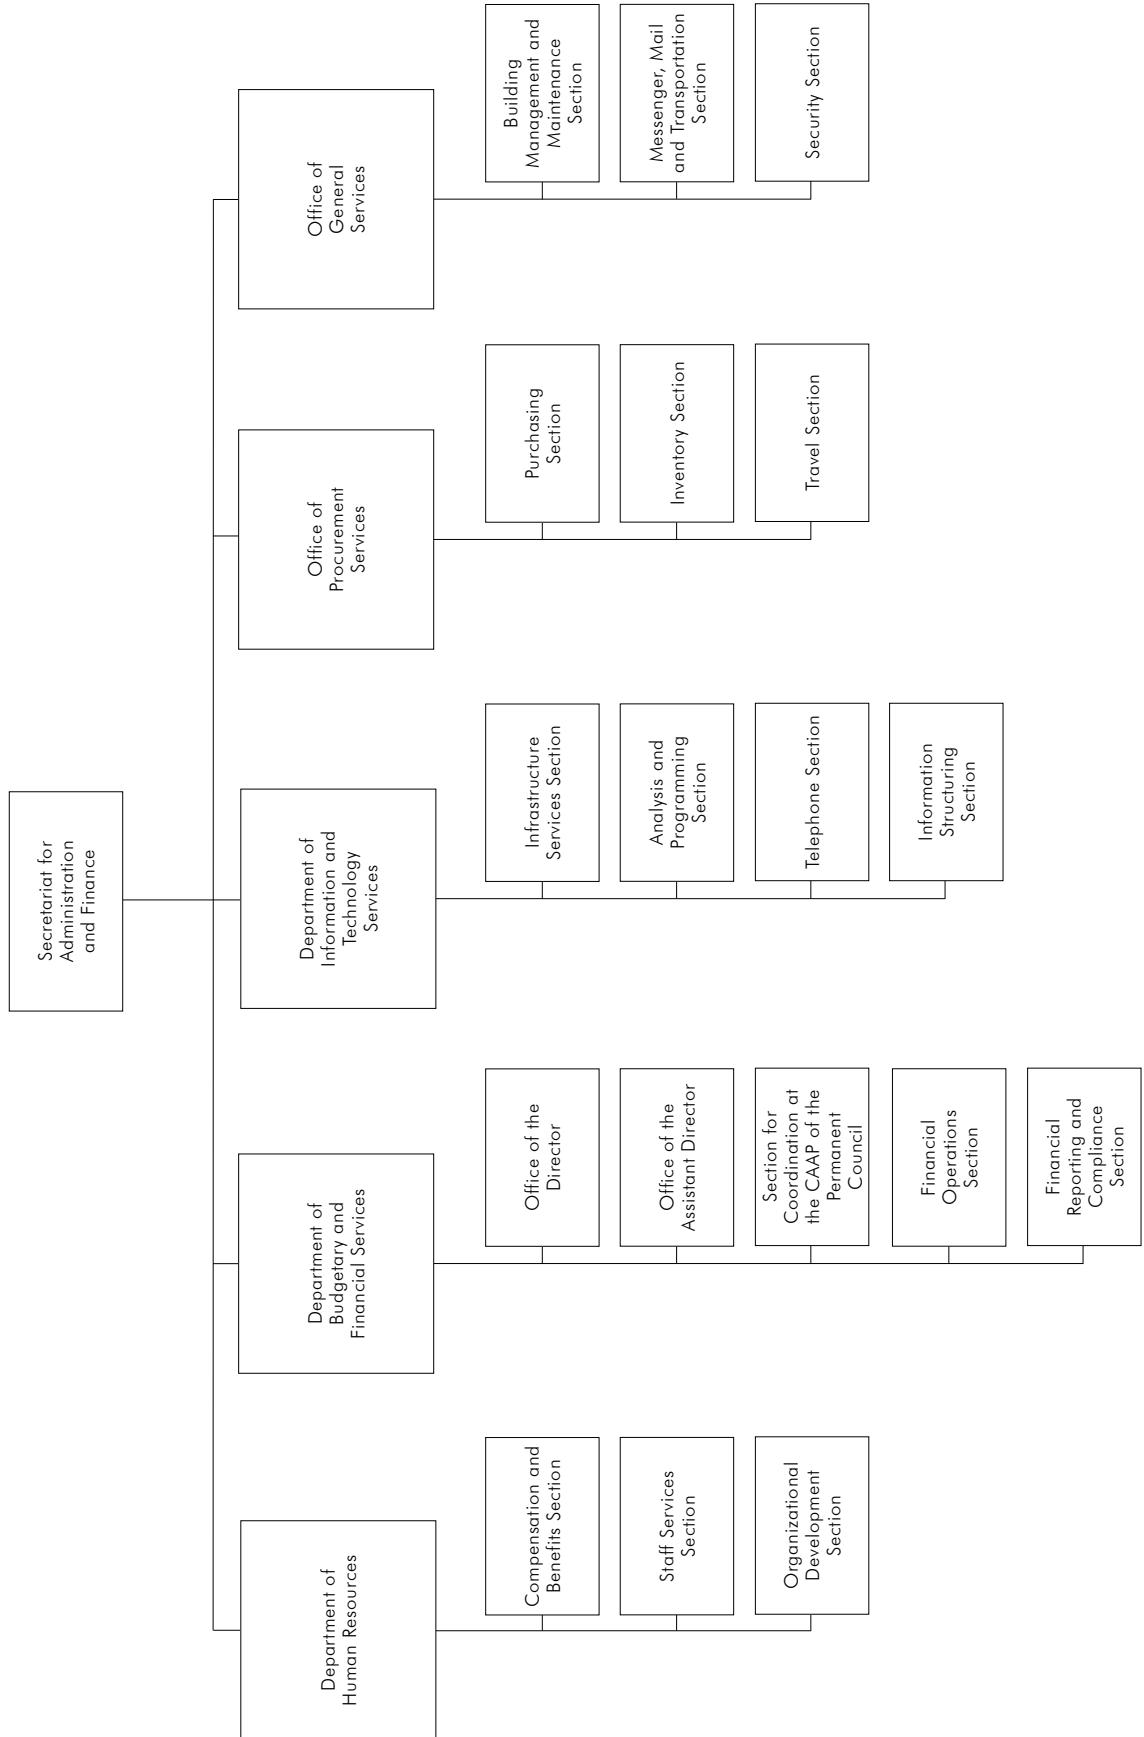 Secretariat for
Administration
and Finance
Department of
Human Resources
Compensation and
Benefits Section
Staff Services
Section
Organizational
Development
Section
Department of
Budgetary and
Financial Services
Office of the
Director
Office of the
Assistant Director
Section for
Coordination at
the CAAP of the
Permanent
Council
Financial
Operations
Section
Financial
Reporting and
Compliance
Section
Department of
Information and
Technology
Services
Infrastructure
Services Section
Analysis and
Programming
Section
Telephone Section
Information
Structuring
Section
Office of
Procurement
Services
Purchasing
Section
Inventory Section
Travel Section
Office of
General
Services
Building
Management and
Maintenance
Section
Messenger, Mail
and Transportation
Section
Security Section